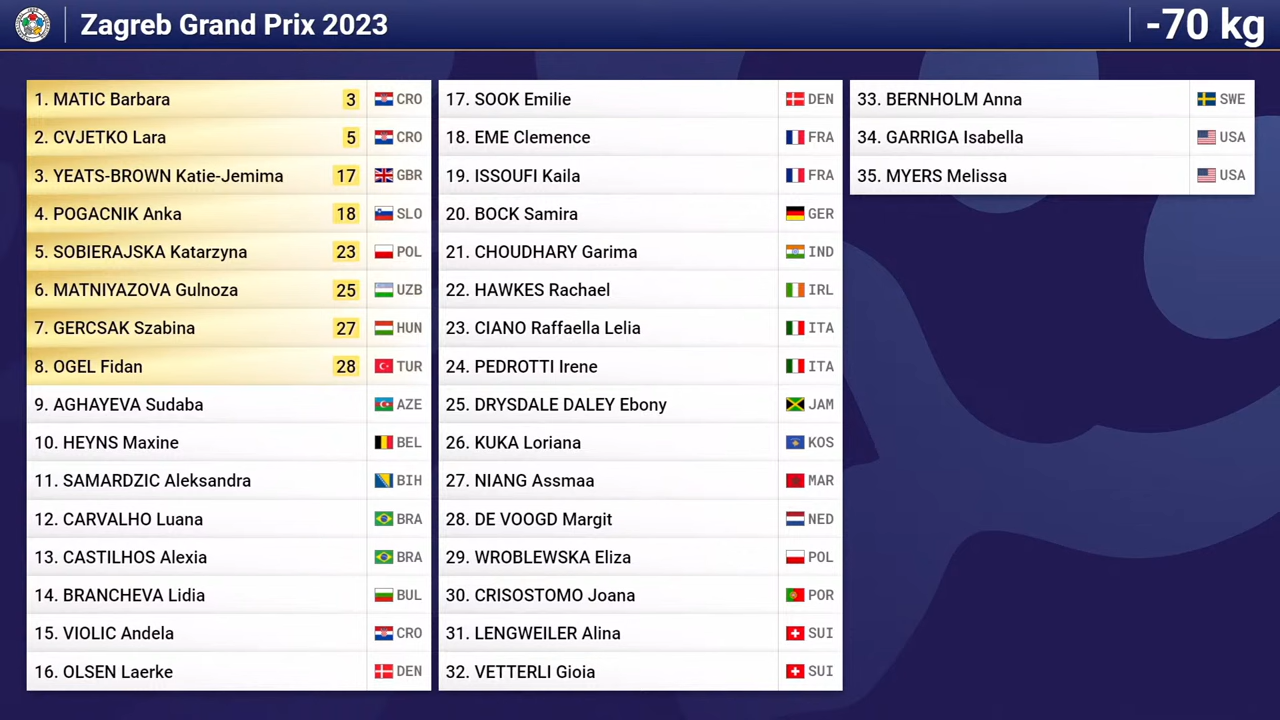 Zagreb Grand Prix 2023
-70 kg
1. MATIC Barbara 3 CRO
2. CVJETKO Lara 5 CRO
3. YEATS-BROWN Katie-Jemima 17 GBR
4. POGACNIK Anka 18 SLO
5. SOBIERAJSKA Katarzyna 23 POL
6. MATNIYAZOVA Gulnoza 25 UZB
7. GERCSAK Szabina 27 HUN
8. OGEL Fidan 28 TUR
9. AGHAYEVA Sudaba AZE
10. HEYNS Maxine BEL
11. SAMARDZIC Aleksandra BIH
12. CARVALHO Luana BRA
13. CASTILHOS Alexia BRA
14. BRANCHEVA Lidia BUL
15. VIOLIC Andela CRO
16. OLSEN Laerke DEN
17. SOOK Emilie DEN
18. EME Clemence FRA
19. ISSOUFI Kaila FRA
20. BOCK Samira GER
21. CHOUDHARY Garima IND
22. HAWKES Rachael IRL
23. CIANO Raffaella Lelia ITA
24. PEDROTTI Irene ITA
25. DRYSDALE DALEY Ebony JAM
26. KUKA Loriana KOS
27. NIANG Assmaa MAR
28. DE VOOGD Margit NED
29. WROBLEWSKA Eliza POL
30. CRISOSTOMO Joana POR
31. LENGWEILER Alina SUI
32. VETTERLI Gioia SUI
33. BERNHOLM Anna SWE
34. GARRIGA Isabella USA
35. MYERS Melissa USA